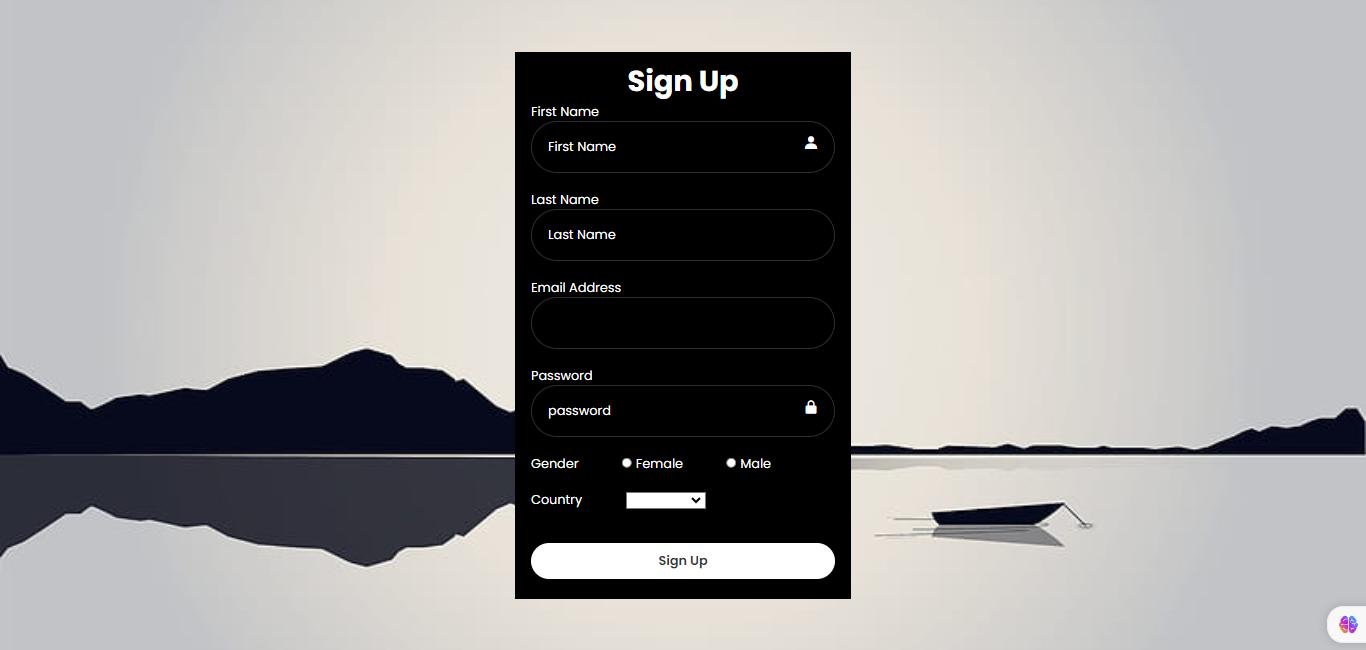 Sign Up
First Name
First Name
Last Name
Last Name
Email Address
Password
password
Gender Female Male
Country
Sign Up